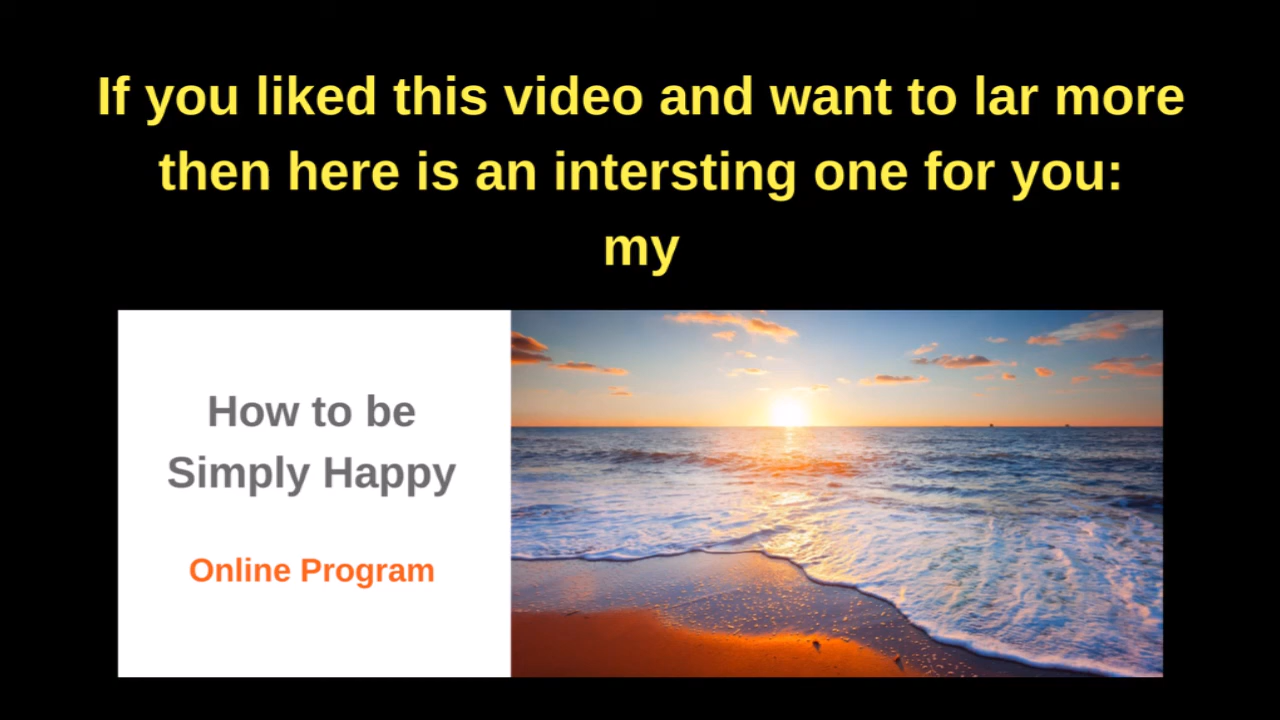 If you liked this video and want to lar more
then here is an intersting one for you:
my
How to be
Simply Happy
Online Program